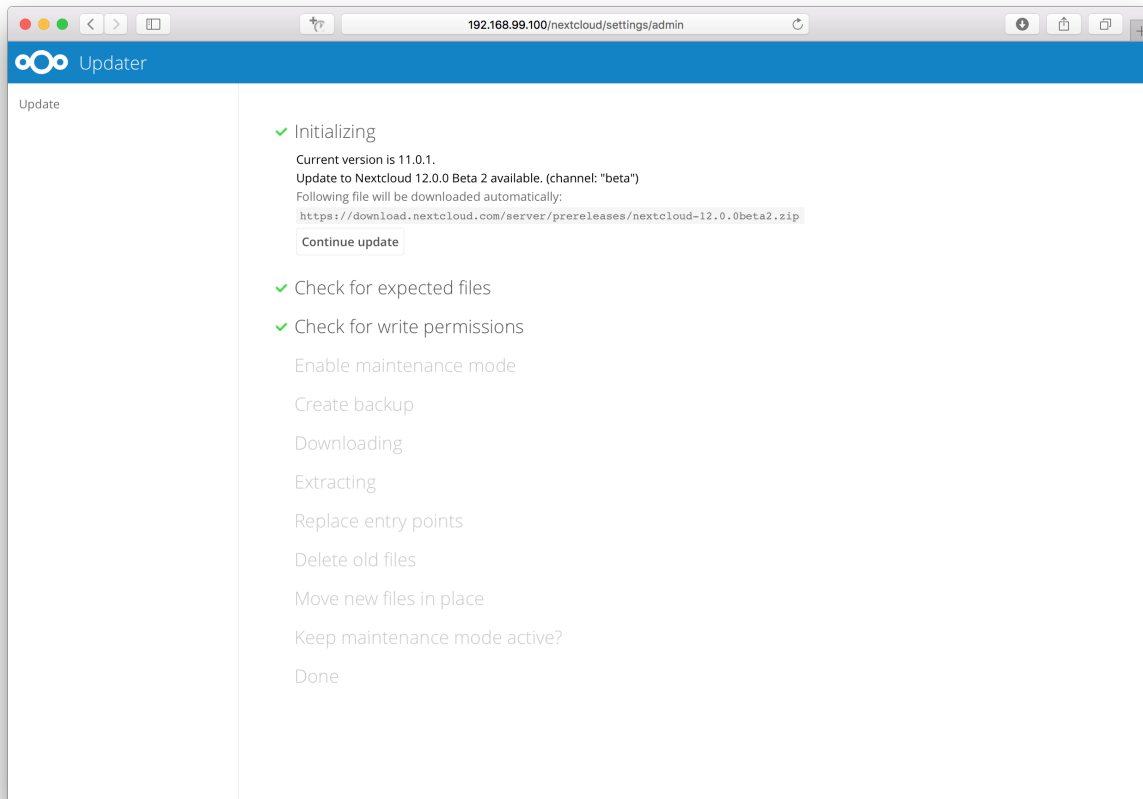 192.168.99.100/nextcloud/settings/admin
Updater
Update
Initializing
Current version is 11.0.1.
Update to Nextcloud 12.0.0 Beta 2 available. (channel: "beta")
Following file will be downloaded automatically:
https://download.nextcloud.com/server/prereleases/nextcloud-12.0.0beta2.zip
Continue update
Check for expected files
Check for write permissions
Enable maintenance mode
Create backup
Downloading
Extracting
Replace entry points
Delete old files
Move new files in place
Keep maintenance mode active?
Done